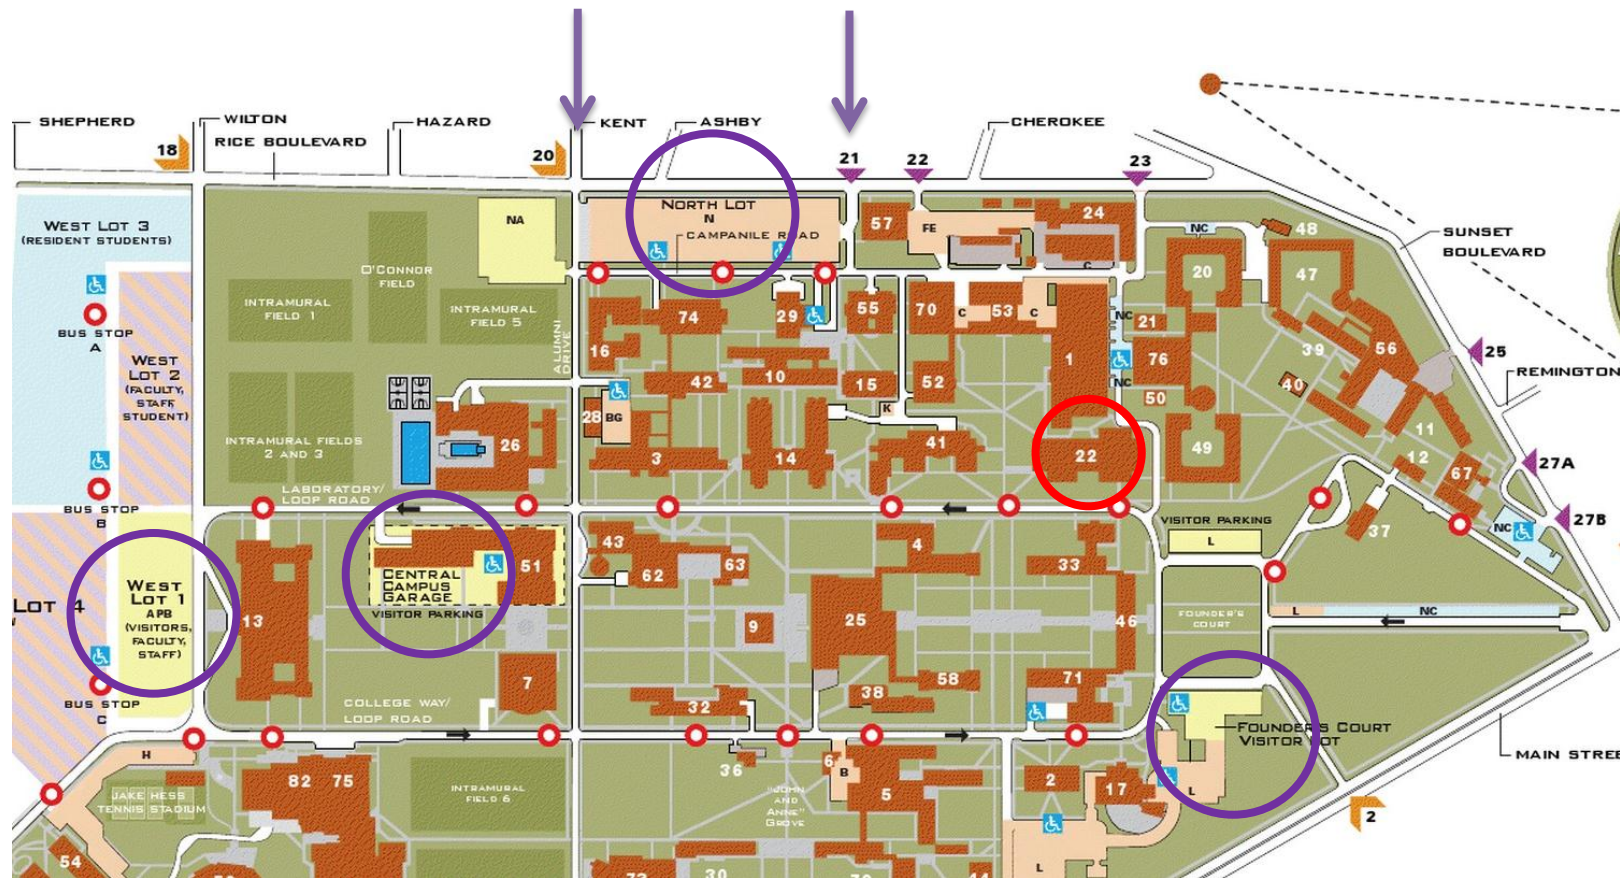 SHEPHERD
WILTON
HAZARD
KENT
ASHBY
CHEROKEE
RICE BOULEVARD
18
20
21
22
23
WEST LOT 3
(RESIDENT STUDENTS)
NA
NORTH LOT
N
CAMPANILE ROAD
57
FE
24
C
NC
48
20
47
SUNSET
BOULEVARD
O'CONNOR
FIELD
INTRAMURAL
FIELD 1
INTRAMURAL
FIELD 5
ALUMNI
DRIVE
BUS STOP
A
WEST
LOT 2
(FACULTY,
STAFF,
STUDENT)
16
74
29
55
70
C
53
C
1
NC
21
76
NC
50
39
56
40
25
REMINGTON
42
10
15
52
K
28
BG
26
3
14
41
22
49
11
12
67
27A
27B
INTRAMURAL FIELDS
2 AND 3
LABORATORY/
LOOP ROAD
BUS STOP
B
VISITOR PARKING
L
37
NC
43
62
63
4
33
51
CENTRAL
CAMPUS
GARAGE
VISITOR PARKING
WEST
LOT 1
APB
(VISITORS,
FACULTY,
STAFF)
LOT 4
13
9
25
46
FOUNDER'S
COURT
L
NC
7
COLLEGE WAY/
LOOP ROAD
BUS STOP
C
32
38
58
71
FOUNDER'S COURT
VISITOR LOT
MAIN STREE
H
JAKE HESS
TENNIS STADIUM
82
75
INTRAMURAL
FIELD 6
36
"JOHN
AND
ANNE"
GROVE
6
B
5
2
17
L
2
54
L
30